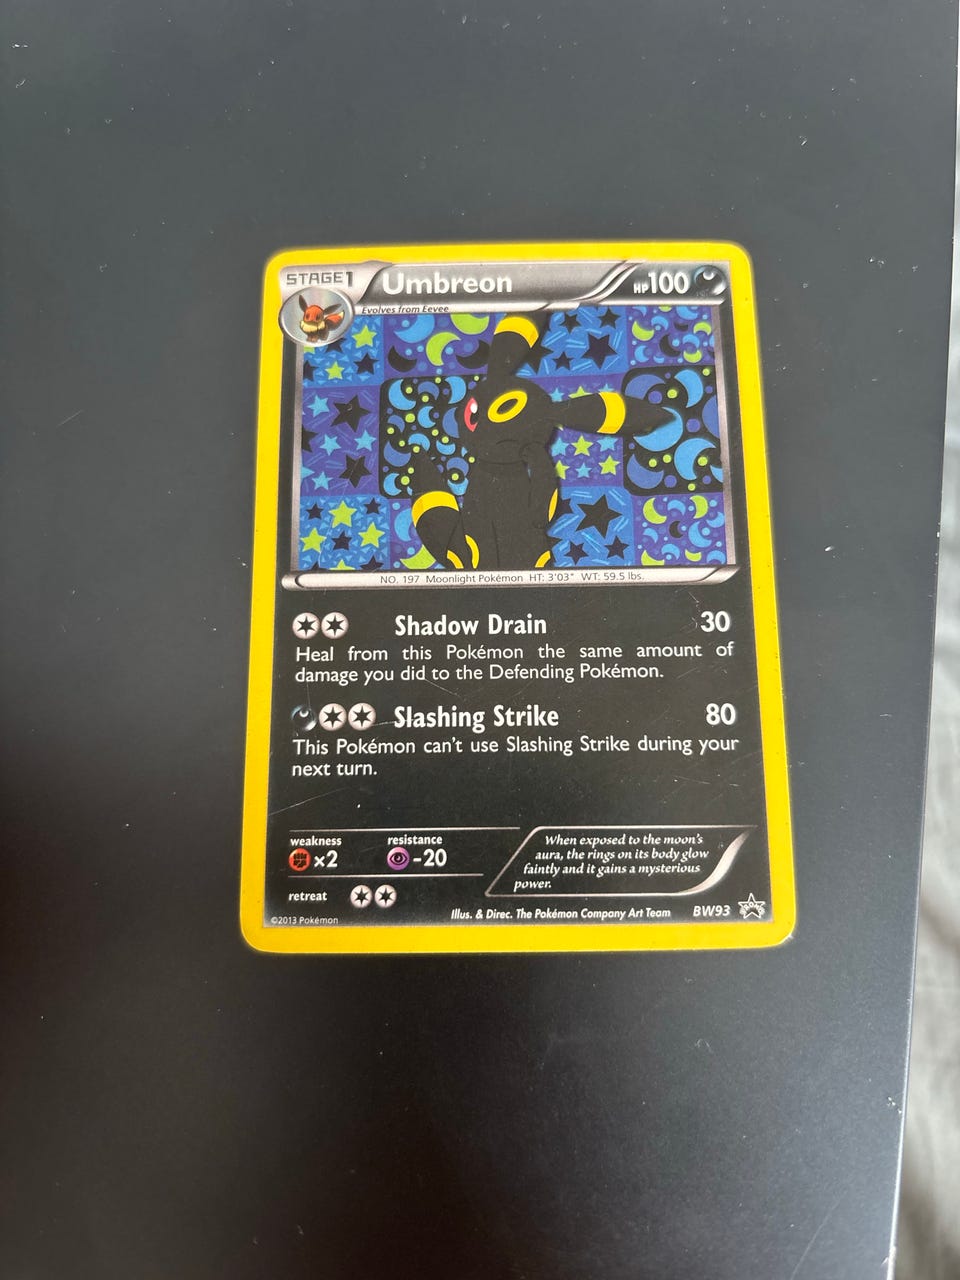 STAGE1 Umbreon HP100
Evolves from Eevee
NO. 197 Moonlight Pokémon HT: 3'03" WT: 59.5 lbs.
Shadow Drain 30
Heal from this Pokémon the same amount of
damage you did to the Defending Pokémon.
Slashing Strike 80
This Pokémon can't use Slashing Strike during your
next turn.
weakness
×2
resistance
-20
retreat
When exposed to the moon's
aura, the rings on its body glow
faintly and it gains a mysterious
power.
©2013 Pokémon
Illus. & Direc. The Pokémon Company Art Team
BW93
PROMO